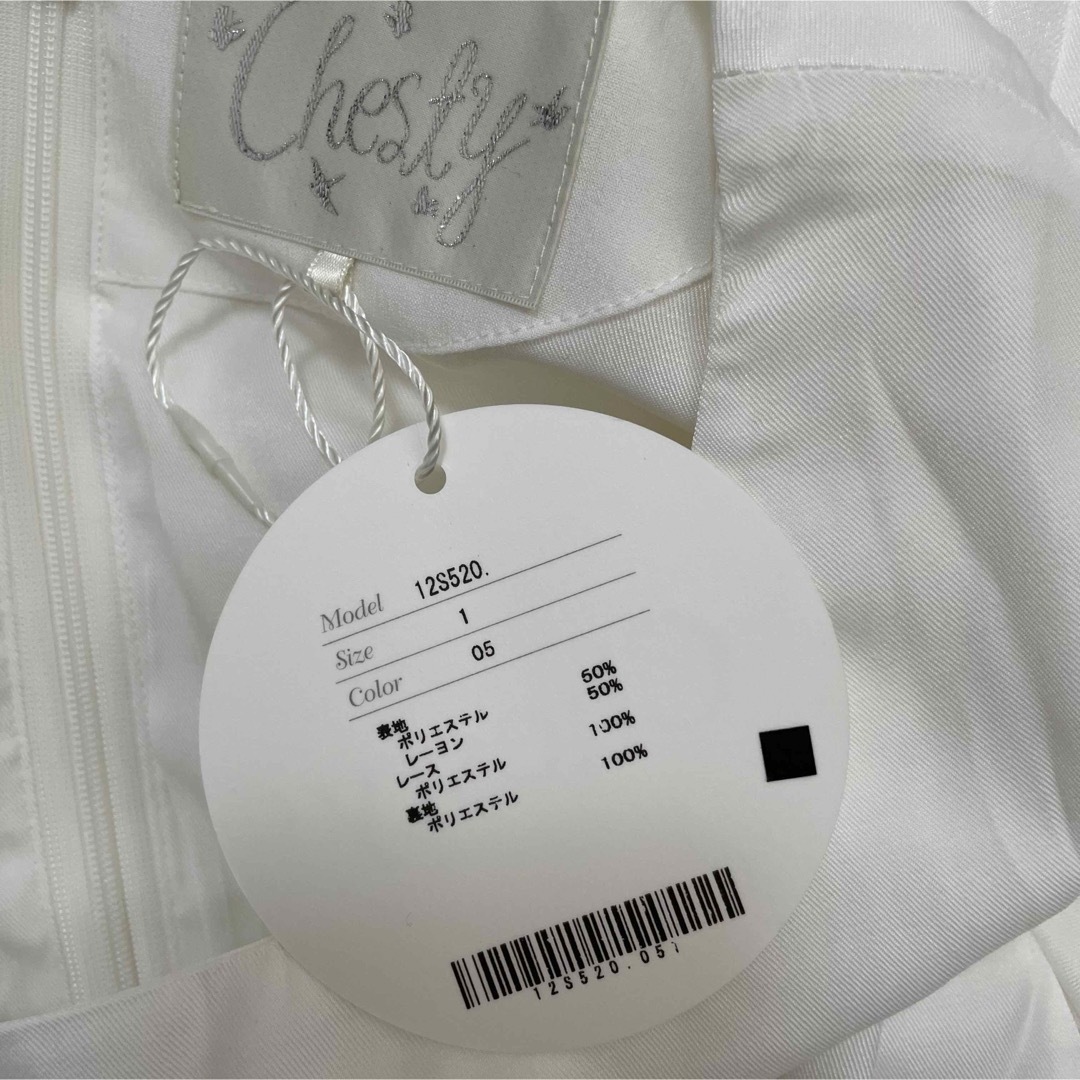 Chesty
Model 12S520.
Size 1
Color 05
表地
ポリエステル 50%
レーヨン 50%
レース
ポリエステル 100%
裏地
ポリエステル 100%
12S520.051